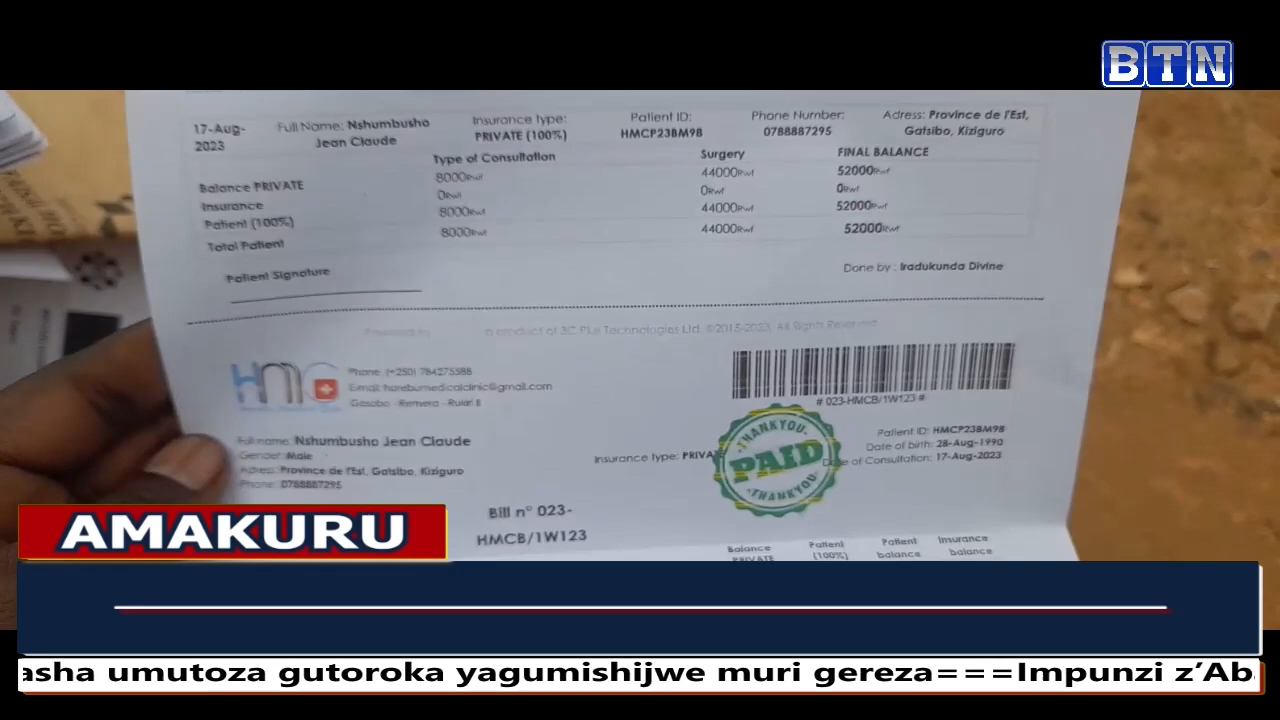 BTN
17-Aug-2023
Full Name: Nshumbusho Jean Claude
Insurance type: PRIVATE (100%)
Patient ID: HMCP23BM98
Phone Number: 0788887295
Adress: Province de l'Est, Gatsibo, Kiziguro
Type of Consultation Surgery FINAL BALANCE
Balance PRIVATE 8000Rwf 44000Rwf 52000Rwf
Insurance 0Rwf 0Rwf 0Rwf
Patient (100%) 8000Rwf 44000Rwf 52000Rwf
Total Patient 8000Rwf 44000Rwf 52000Rwf
Patient Signature
Done by : Iradukunda Divine
a product of 3C Plus Technologies Ltd. ©2015-2023, All Rights Reserved
HMC
Phone: (+250) 784275588
Email: horebumedicalclinic@gmail.com
Gasabo - Remera - Rukiri II
# 023-HMCB/1W123 #
Full name: Nshumbusho Jean Claude
Gender: Male
Adress: Province de l'Est, Gatsibo, Kiziguro
Phone: 0788887295
Insurance type: PRIVA
THANKYOU
PAID
THANKYOU
Patient ID: HMCP23BM98
Date of birth: 28-Aug-1990
Date of Consultation: 17-Aug-2023
Bill n° 023-
HMCB/1W123
Balance PRIVATE
Patient (100%)
Patient balance
Insurance balance
AMAKURU
asha umutoza gutoroka yagumishijwe muri gereza===Impunzi z’Ab